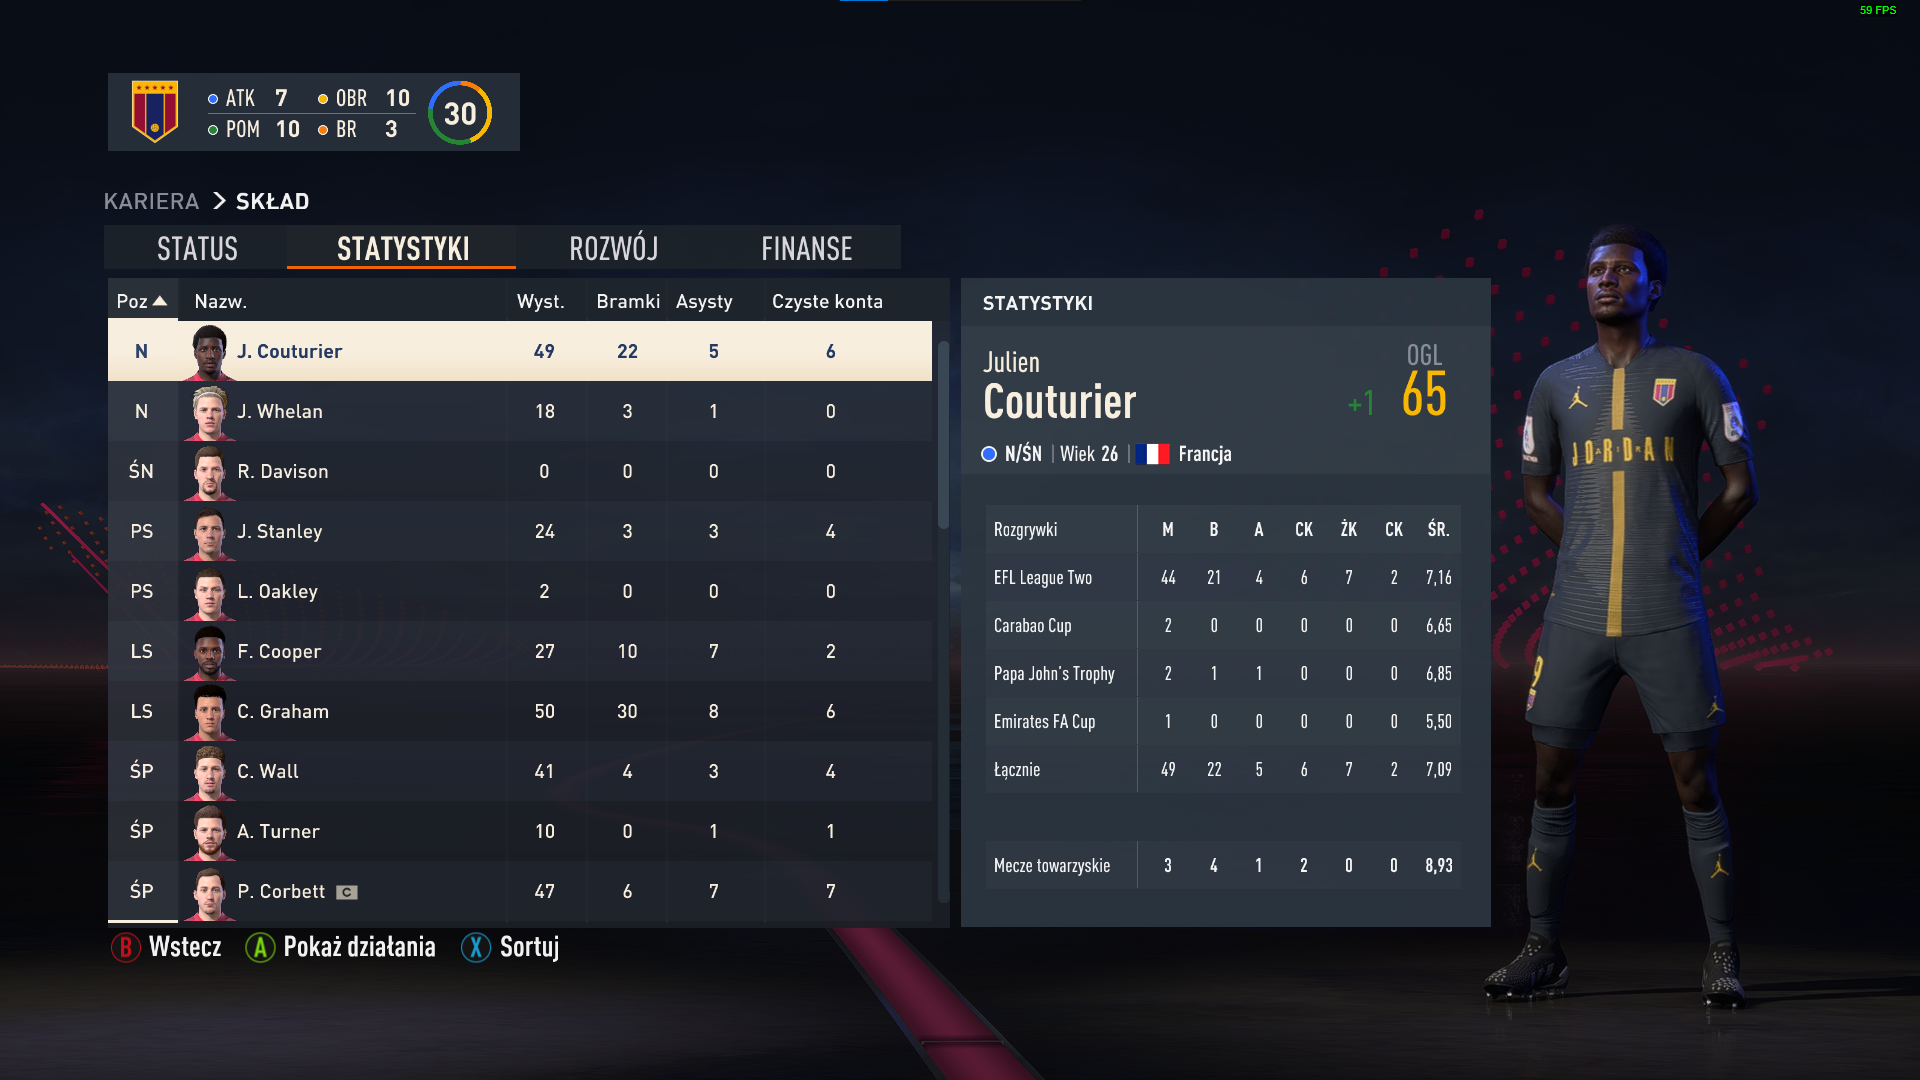 59 FPS
ATK 7 OBR 10
POM 10 BR 3
30
KARIERA > SKŁAD
STATUS STATYSTYKI ROZWÓJ FINANSE
Poz Nazw. Wyst. Bramki Asysty Czyste konta
N J. Couturier 49 22 5 6
N J. Whelan 18 3 1 0
ŚN R. Davison 0 0 0 0
PS J. Stanley 24 3 3 4
PS L. Oakley 2 0 0 0
LS F. Cooper 27 10 7 2
LS C. Graham 50 30 8 6
ŚP C. Wall 41 4 3 4
ŚP A. Turner 10 0 1 1
ŚP P. Corbett C 47 6 7 7
STATYSTYKI
Julien
Couturier
OGL
+1 65
N/ŚN Wiek 26 Francja
Rozgrywki M B A CK ŻK CK ŚR.
EFL League Two 44 21 4 6 7 2 7,16
Carabao Cup 2 0 0 0 0 0 6,65
Papa John's Trophy 2 1 1 0 0 0 6,85
Emirates FA Cup 1 0 0 0 0 0 5,50
Łącznie 49 22 5 6 7 2 7,09
Mecze towarzyskie 3 4 1 2 0 0 8,93
JORDAN
9
B Wstecz A Pokaż działania X Sortuj